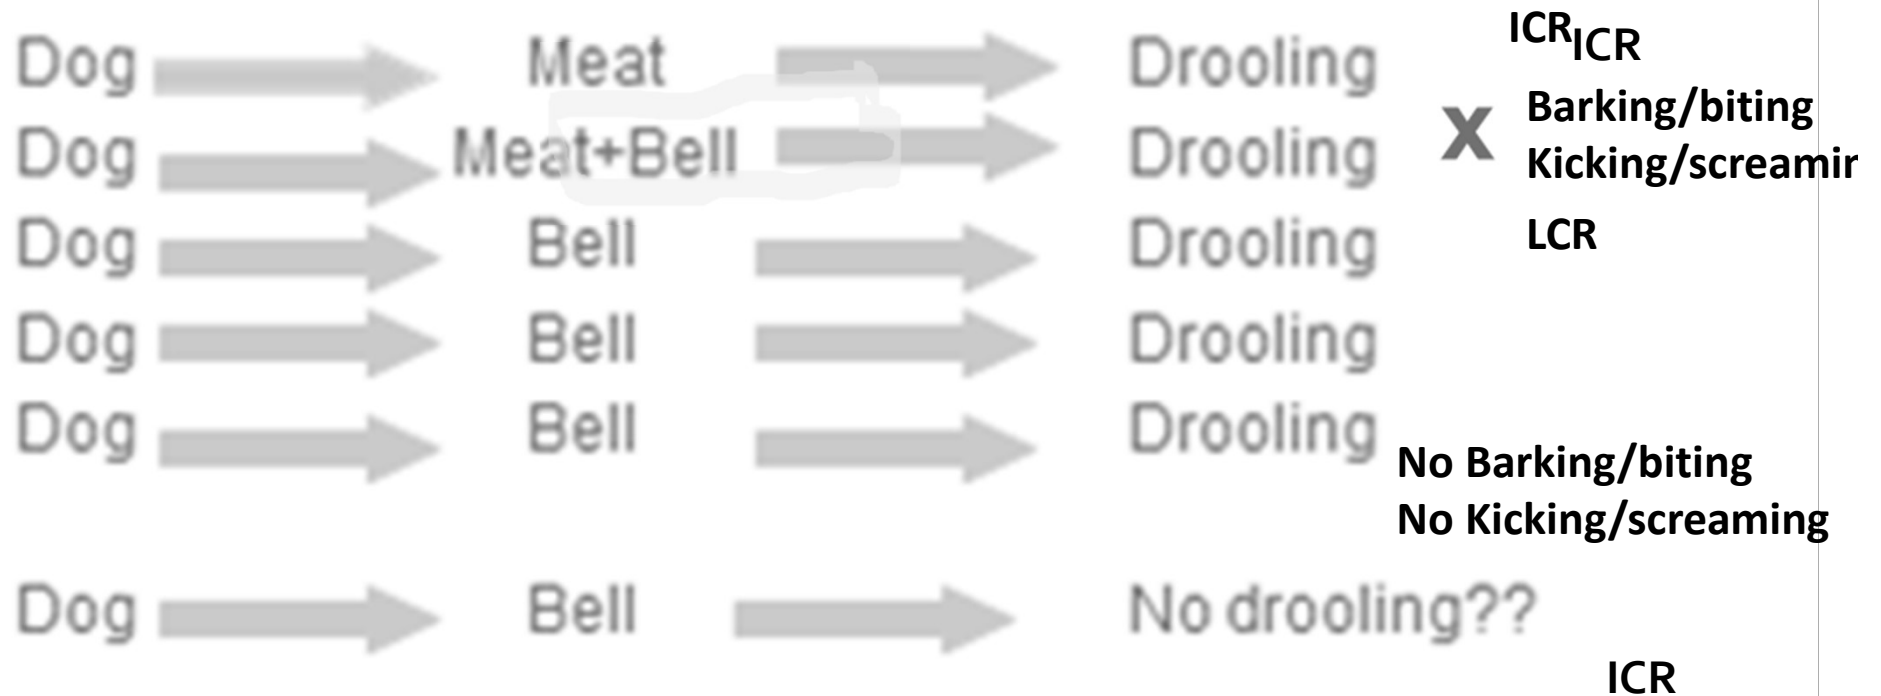 ICR ICR
Dog Meat Drooling
Barking/biting
Dog Meat+Bell Drooling X
Kicking/screamin
Dog Bell Drooling LCR
Dog Bell Drooling
Dog Bell Drooling
No Barking/biting
No Kicking/screaming
Dog Bell No drooling??
ICR